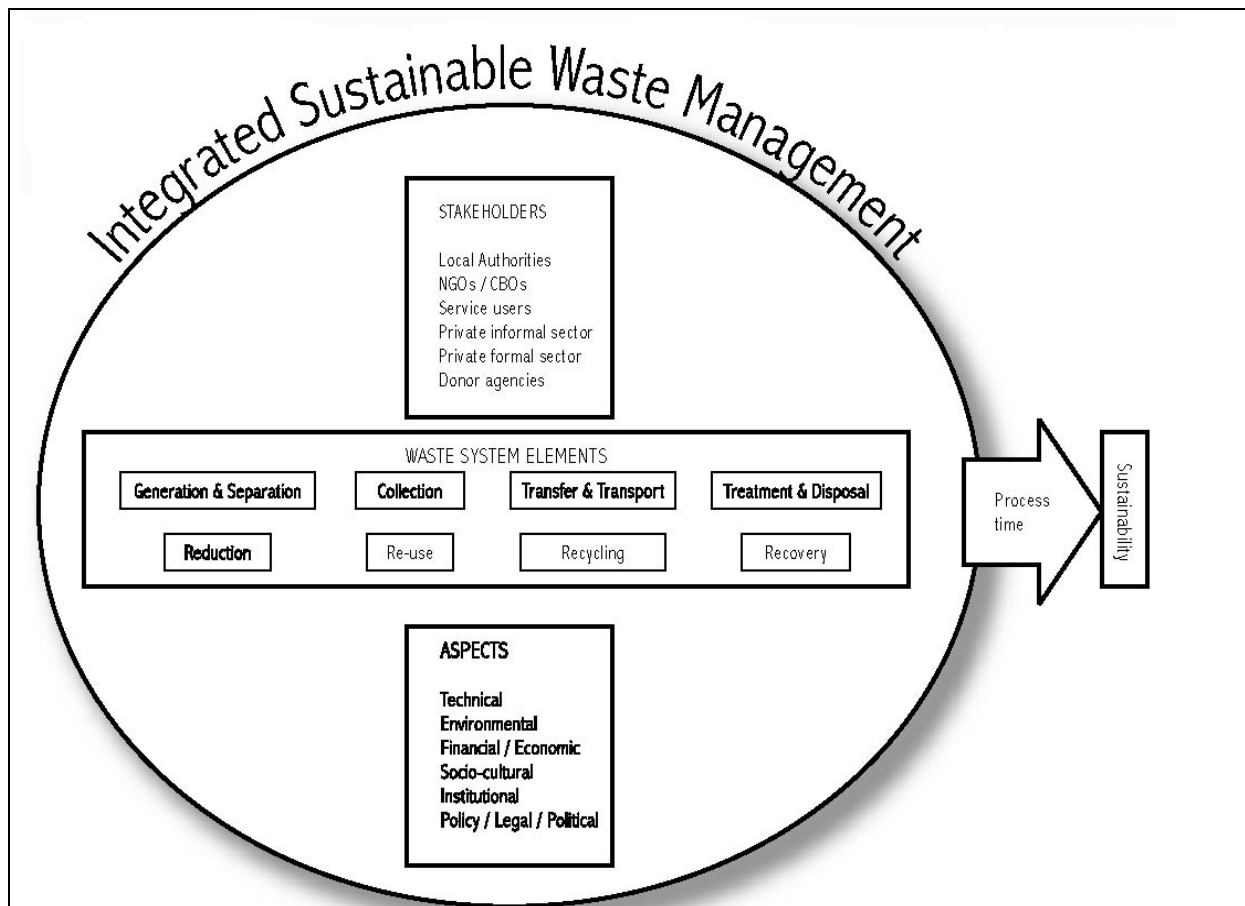 Integrated Sustainable Waste Management
STAKEHOLDERS
Local Authorities
NGOs / CBOs
Service users
Private informal sector
Private formal sector
Donor agencies
WASTE SYSTEM ELEMENTS
Generation & Separation
Collection
Transfer & Transport
Treatment & Disposal
Reduction
Re-use
Recycling
Recovery
Process
time
Sustainability
ASPECTS
Technical
Environmental
Financial / Economic
Socio-cultural
Institutional
Policy / Legal / Political